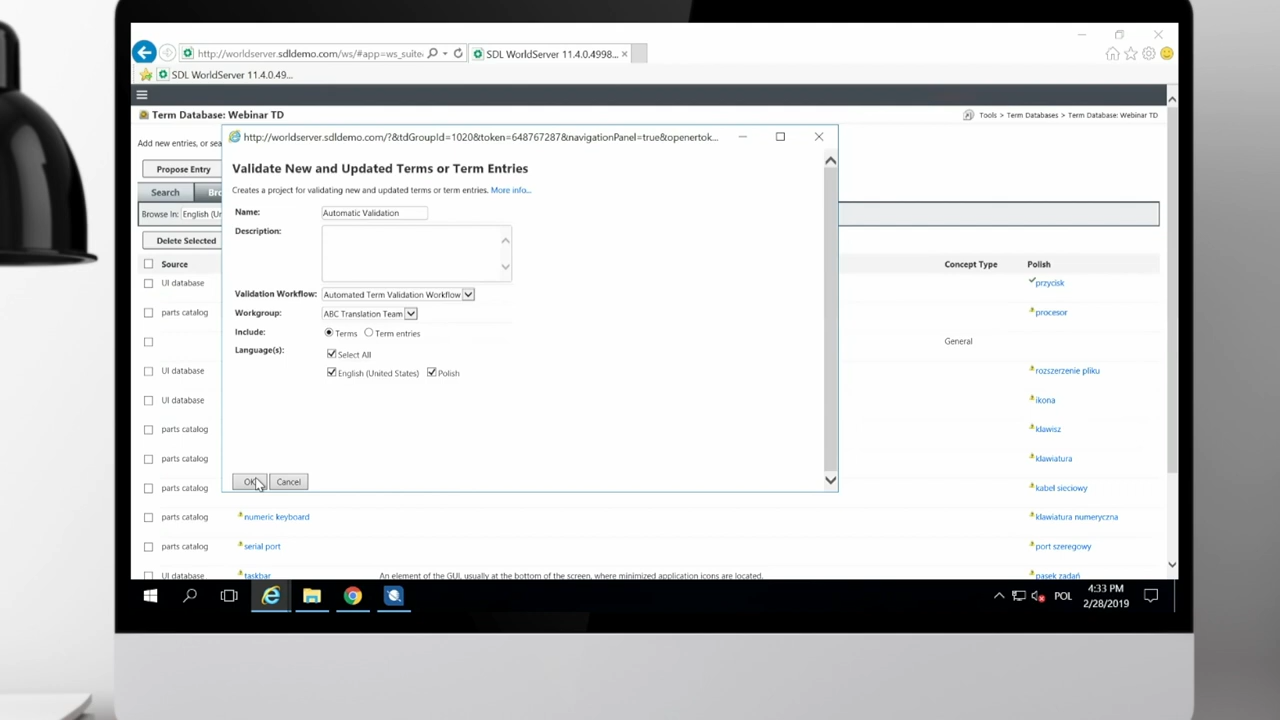 http://worldserver.sdldemo.com/ws/#app=ws_suite
SDL WorldServer 11.4.0.4998...
SDL WorldServer 11.4.0.49...
Term Database: Webinar TD
Tools > Term Databases > Term Database: Webinar TD
Add new entries, or sea
http://worldserver.sdldemo.com/?&tdGroupId=1020&token=648767287&navigationPanel=true&openertok...
Propose Entry
Validate New and Updated Terms or Term Entries
Creates a project for validating new and updated terms or term entries. More info...
Search
Bro
Name: Automatic Validation
Browse In: English (Un
Description:
Delete Selected
Source
Concept Type
Polish
UI database
przycisk
Validation Workflow: Automated Term Validation Workflow
Workgroup: ABC Translation Team
parts catalog
procesor
Include: Terms Term entries
General
Language(s):
Select All
English (United States) Polish
UI database
rozszerzenie pliku
UI database
ikona
parts catalog
klawisz
parts catalog
klawiatura
OK Cancel
parts catalog
kabel sieciowy
parts catalog
numeric keyboard
klawiatura numeryczna
parts catalog
serial port
port szeregowy
UI database
taskbar
An element of the GUI, usually at the bottom of the screen, where minimized application icons are located.
pasek zadań
POL
4:33 PM
2/28/2019